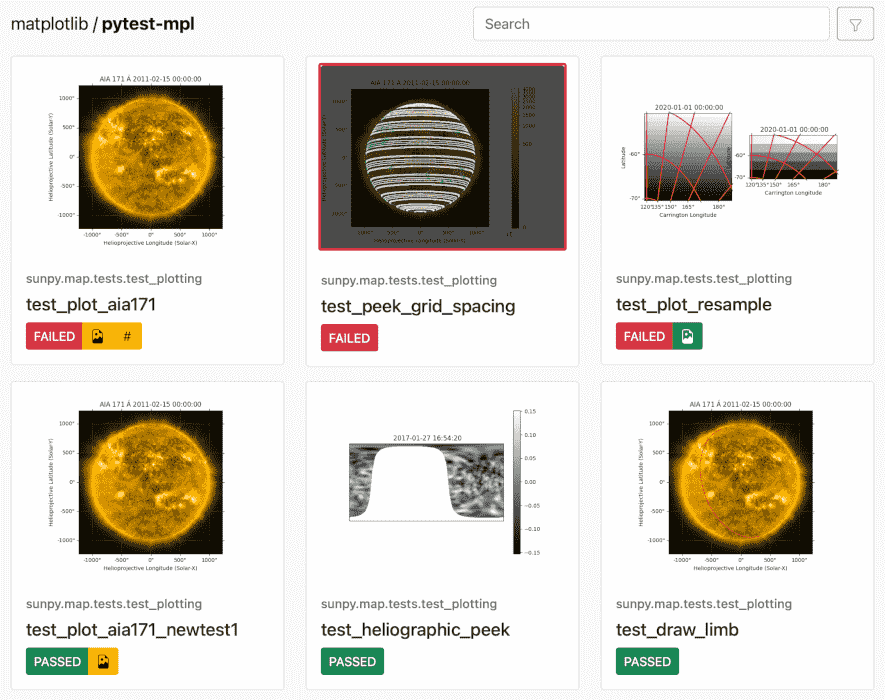 matplotlib / pytest-mpl
Search
AIA 171 Å 2011-02-15 00:00:00
Helioprojective Latitude (Solar-Y)
1000"
500"
0"
-500"
-1000"
-1000" -500" 0" 500" 1000"
Helioprojective Longitude (Solar-X)
sunpy.map.tests.test_plotting
test_plot_aia171
FAILED #
AIA 171 Å 2011-02-15 00:00:00
sunpy.map.tests.test_plotting
test_peek_grid_spacing
FAILED
2020-01-01 00:00:00
Latitude
-60°
-70°
120°135°150° 165° 180°
Carrington Longitude
2020-01-01 00:00:00
-60°
-70°
120°135°150° 165° 180°
Carrington Longitude
sunpy.map.tests.test_plotting
test_plot_resample
FAILED
AIA 171 Å 2011-02-15 00:00:00
Helioprojective Latitude (Solar-Y)
1000"
500"
0"
-500"
-1000"
-1000" -500" 0" 500" 1000"
Helioprojective Longitude (Solar-X)
sunpy.map.tests.test_plotting
test_plot_aia171_newtest1
PASSED
2017-01-27 16:54:20
0.15
0.10
0.05
0.00
−0.05
−0.10
−0.15
sunpy.map.tests.test_plotting
test_heliographic_peek
PASSED
AIA 171 Å 2011-02-15 00:00:00
Helioprojective Latitude (Solar-Y)
1000"
500"
0"
-500"
-1000"
-1000" -500" 0" 500" 1000"
Helioprojective Longitude (Solar-X)
sunpy.map.tests.test_plotting
test_draw_limb
PASSED